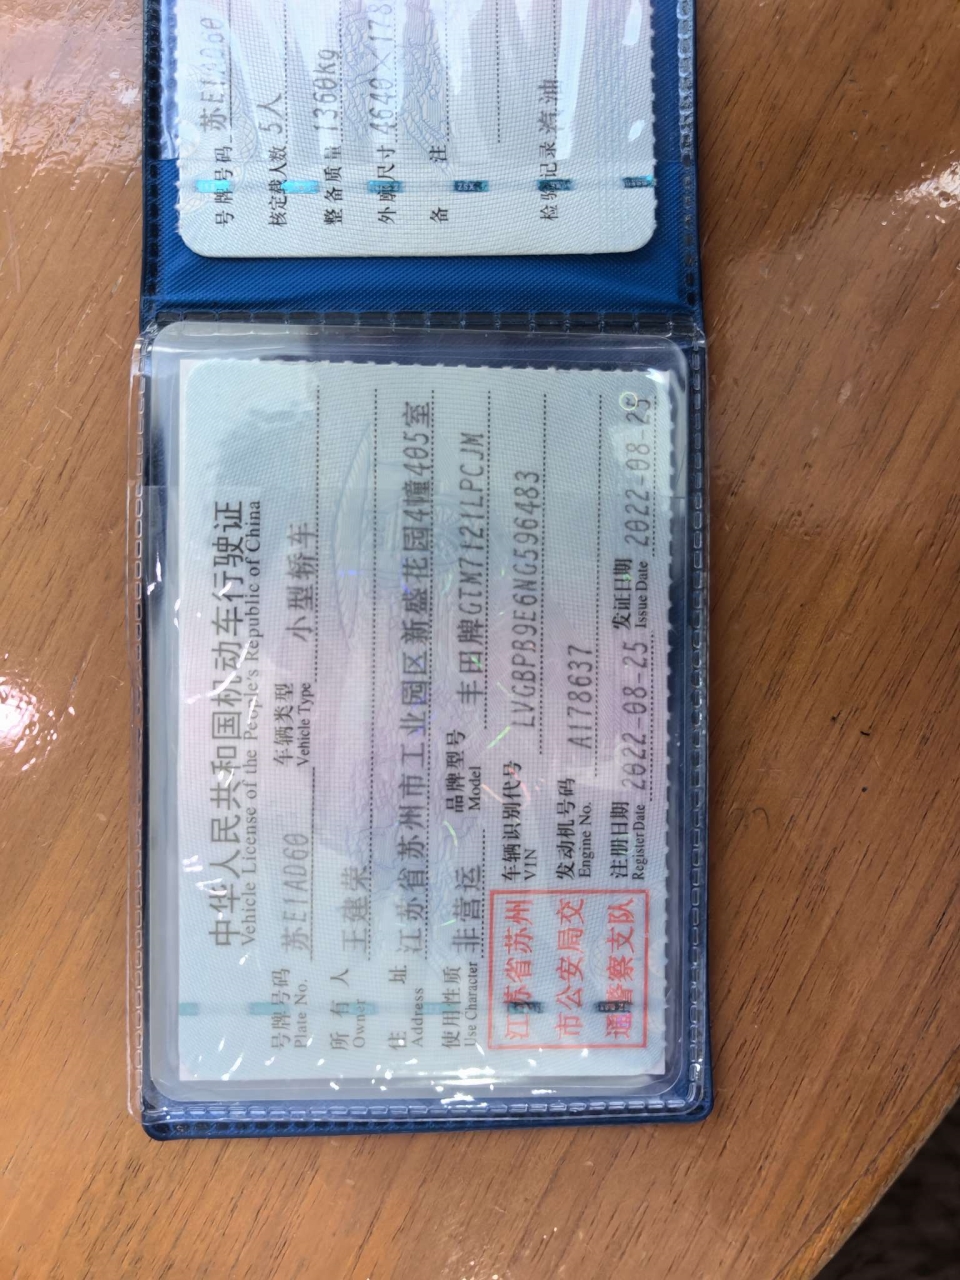 中华人民共和国机动车行驶证
Vehicle License of the People's Republic of China
号牌号码 苏E1AD60 车辆类型 小型轿车
Plate No. Vehicle Type
所有人 王建荣
Owner
住址 江苏省苏州市工业园区新盛花园4幢405室
Address
使用性质 非营运 品牌型号 丰田牌GTM7121LPCJM
Use Character Model
江苏省苏州
市公安局交
通警察支队
车辆识别代号 LVGBPB9E6NG596483
VIN
发动机号码 A178637
Engine No.
注册日期 2022-08-25 发证日期 2022-08-25
Register Date Issue Date
号牌号码 苏E1AD60
核定载人数 5人
整备质量 1360kg
外廓尺寸 4640×178
备注
检验记录 汽油